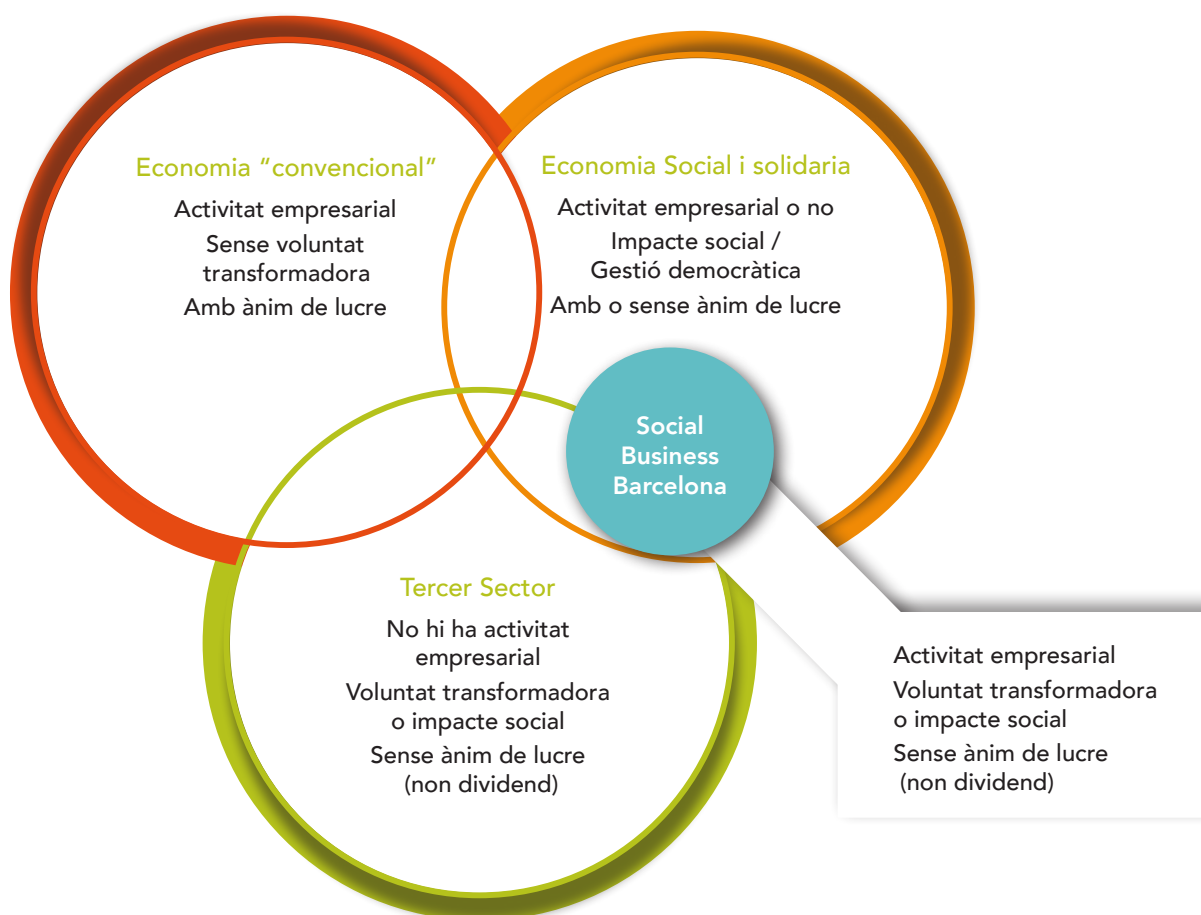 Economia “convencional”
Activitat empresarial
Sense voluntat
transformadora
Amb ànim de lucre
Economia Social i solidaria
Activitat empresarial o no
Impacte social /
Gestió democràtica
Amb o sense ànim de lucre
Social
Business
Barcelona
Tercer Sector
No hi ha activitat
empresarial
Voluntat transformadora
o impacte social
Sense ànim de lucre
(non dividend)
Activitat empresarial
Voluntat transformadora
o impacte social
Sense ànim de lucre
(non dividend)